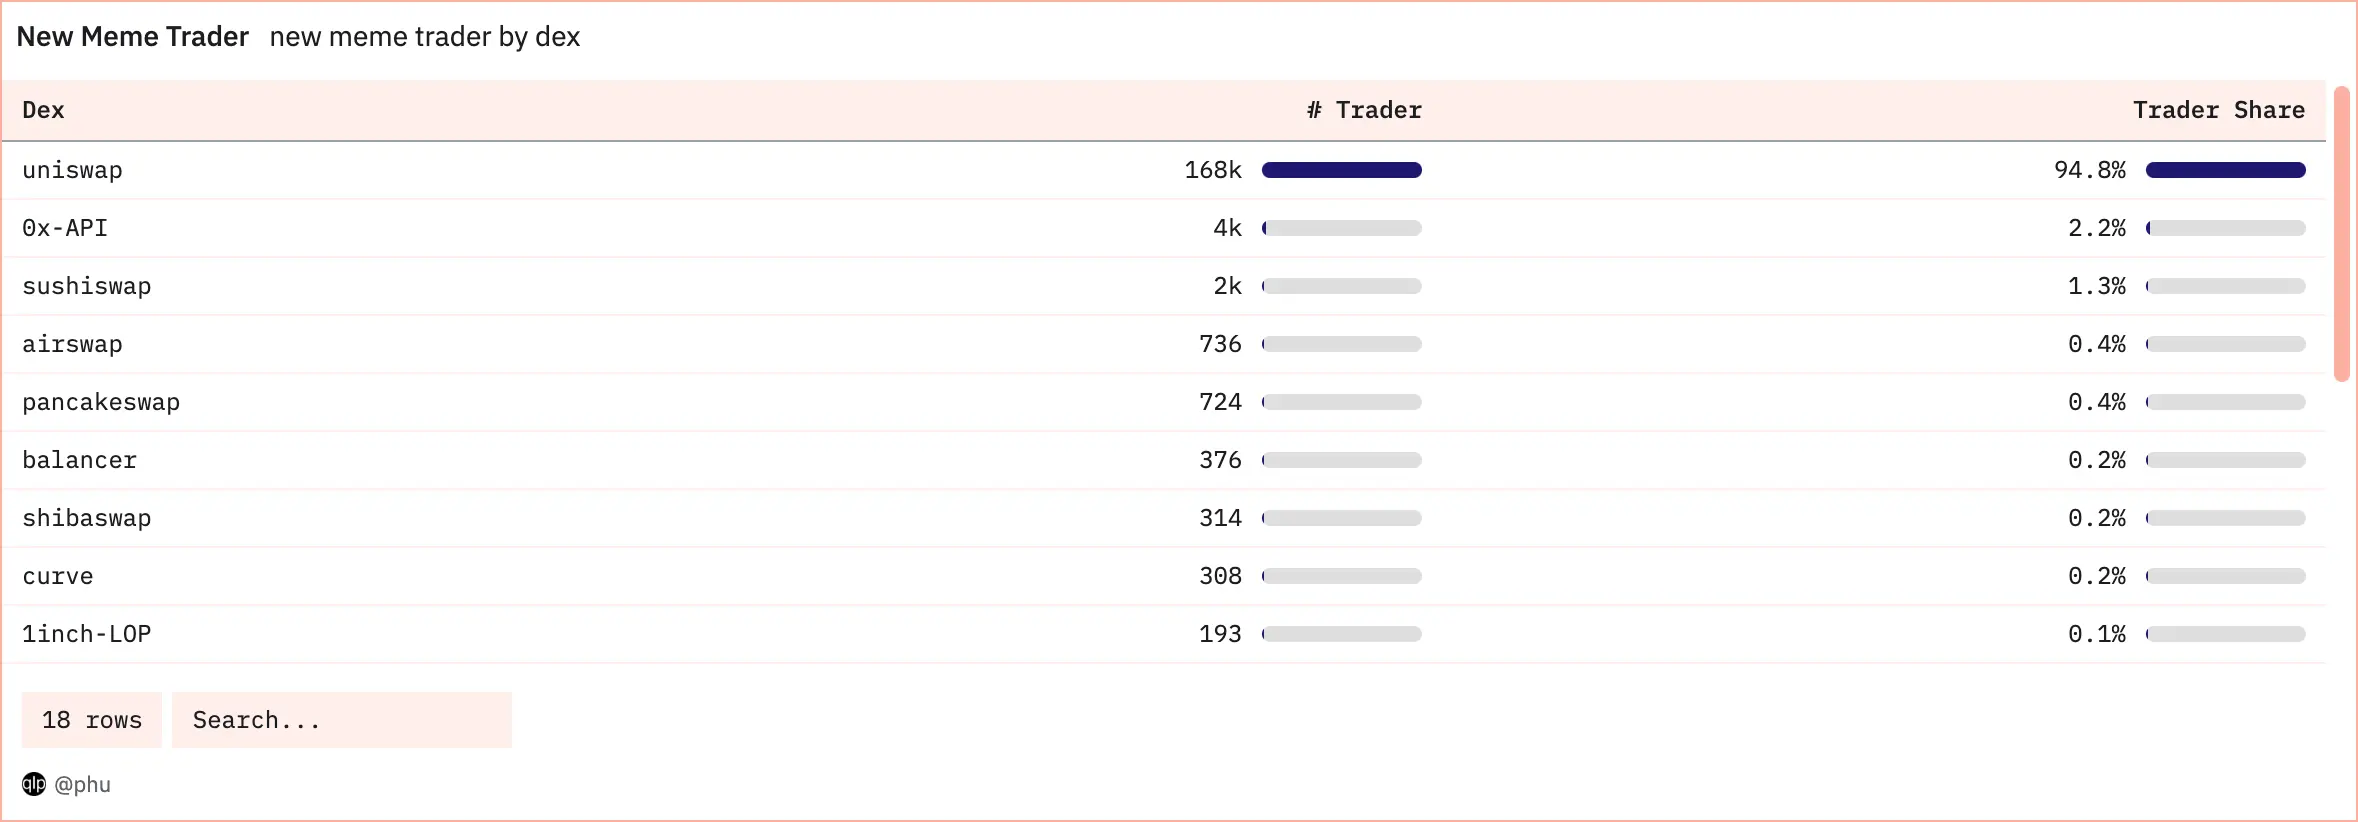 New Meme Trader new meme trader by dex
Dex # Trader Trader Share
uniswap 168k 94.8%
0x-API 4k 2.2%
sushiswap 2k 1.3%
airswap 736 0.4%
pancakeswap 724 0.4%
balancer 376 0.2%
shibaswap 314 0.2%
curve 308 0.2%
1inch-LOP 193 0.1%
18 rows Search...
qlp @phu